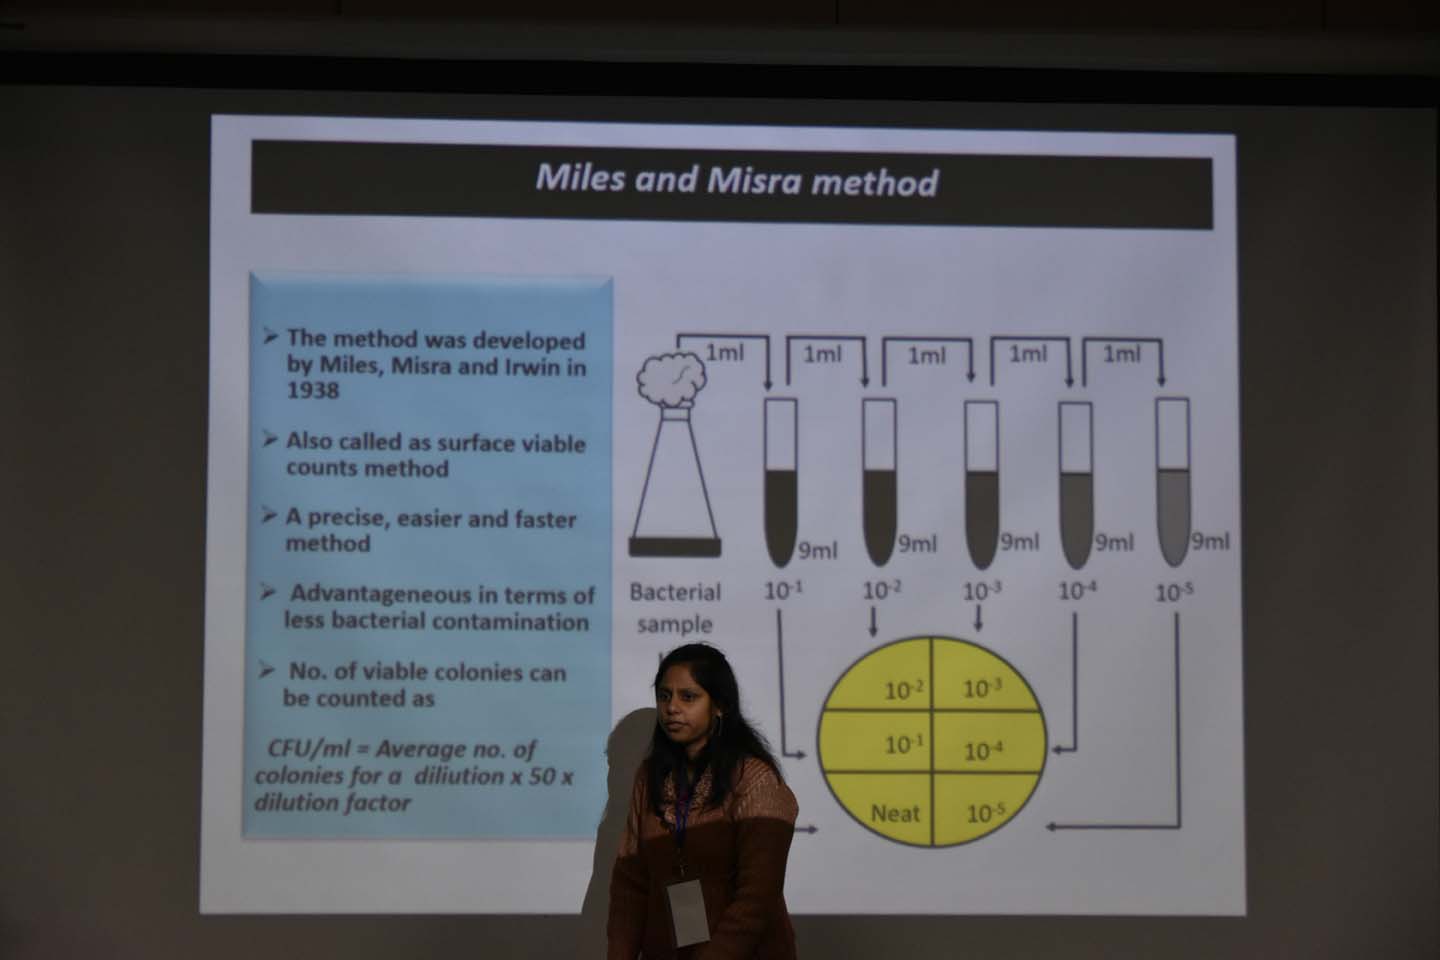 Miles and Misra method
➢ The method was developed
by Miles, Misra and Irwin in
1938
➢ Also called as surface viable
counts method
➢ A precise, easier and faster
method
➢ Advantageneous in terms of
less bacterial contamination
➢ No. of viable colonies can
be counted as
CFU/ml = Average no. of
colonies for a diliution x 50 x
dilution factor
1ml 1ml 1ml 1ml 1ml
9ml 9ml 9ml 9ml 9ml
Bacterial
sample
10⁻¹ 10⁻² 10⁻³ 10⁻⁴ 10⁻⁵
10⁻² 10⁻³
10⁻¹ 10⁻⁴
Neat 10⁻⁵